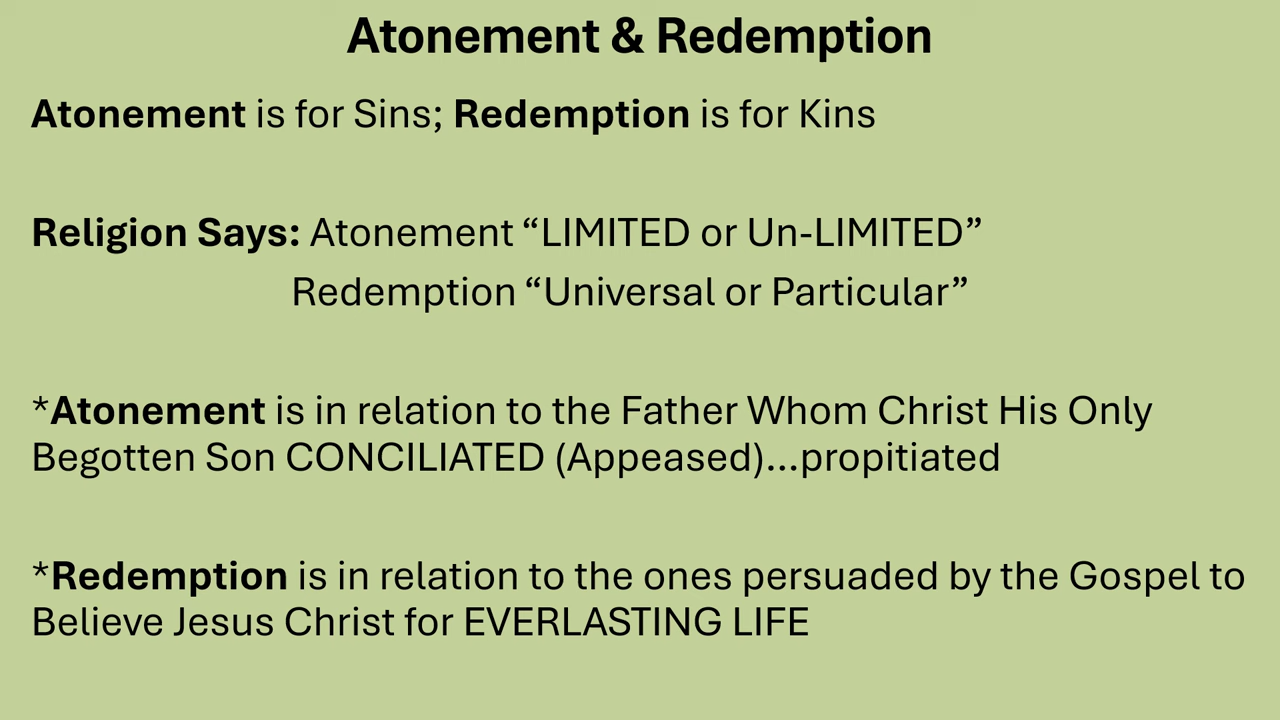 Atonement & Redemption
Atonement is for Sins; Redemption is for Kins
Religion Says: Atonement “LIMITED or Un-LIMITED”
Redemption “Universal or Particular”
*Atonement is in relation to the Father Whom Christ His Only
Begotten Son CONCILIATED (Appeased)...propitiated
*Redemption is in relation to the ones persuaded by the Gospel to
Believe Jesus Christ for EVERLASTING LIFE